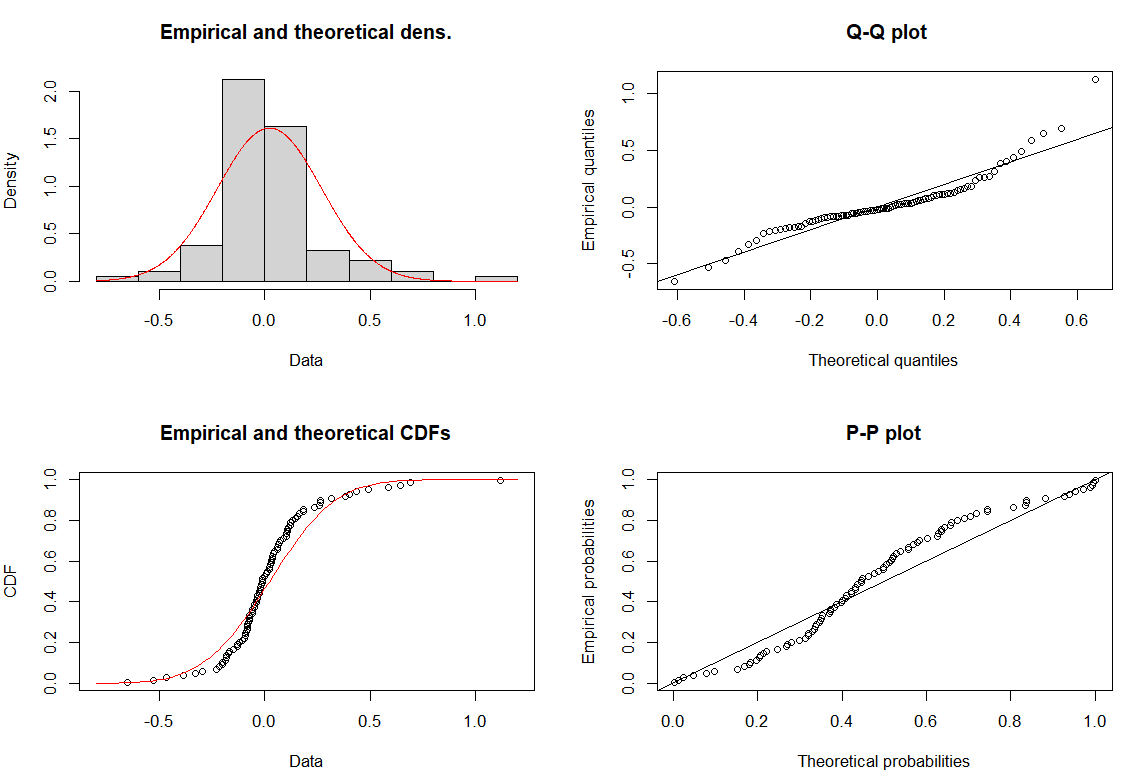 Empirical and theoretical dens.
Density
0.0 0.5 1.0 1.5 2.0
-0.5 0.0 0.5 1.0
Data
Q-Q plot
Empirical quantiles
-0.5 0.0 0.5 1.0
-0.6 -0.4 -0.2 0.0 0.2 0.4 0.6
Theoretical quantiles
Empirical and theoretical CDFs
CDF
0.0 0.2 0.4 0.6 0.8 1.0
-0.5 0.0 0.5 1.0
Data
P-P plot
Empirical probabilities
0.0 0.2 0.4 0.6 0.8 1.0
0.0 0.2 0.4 0.6 0.8 1.0
Theoretical probabilities